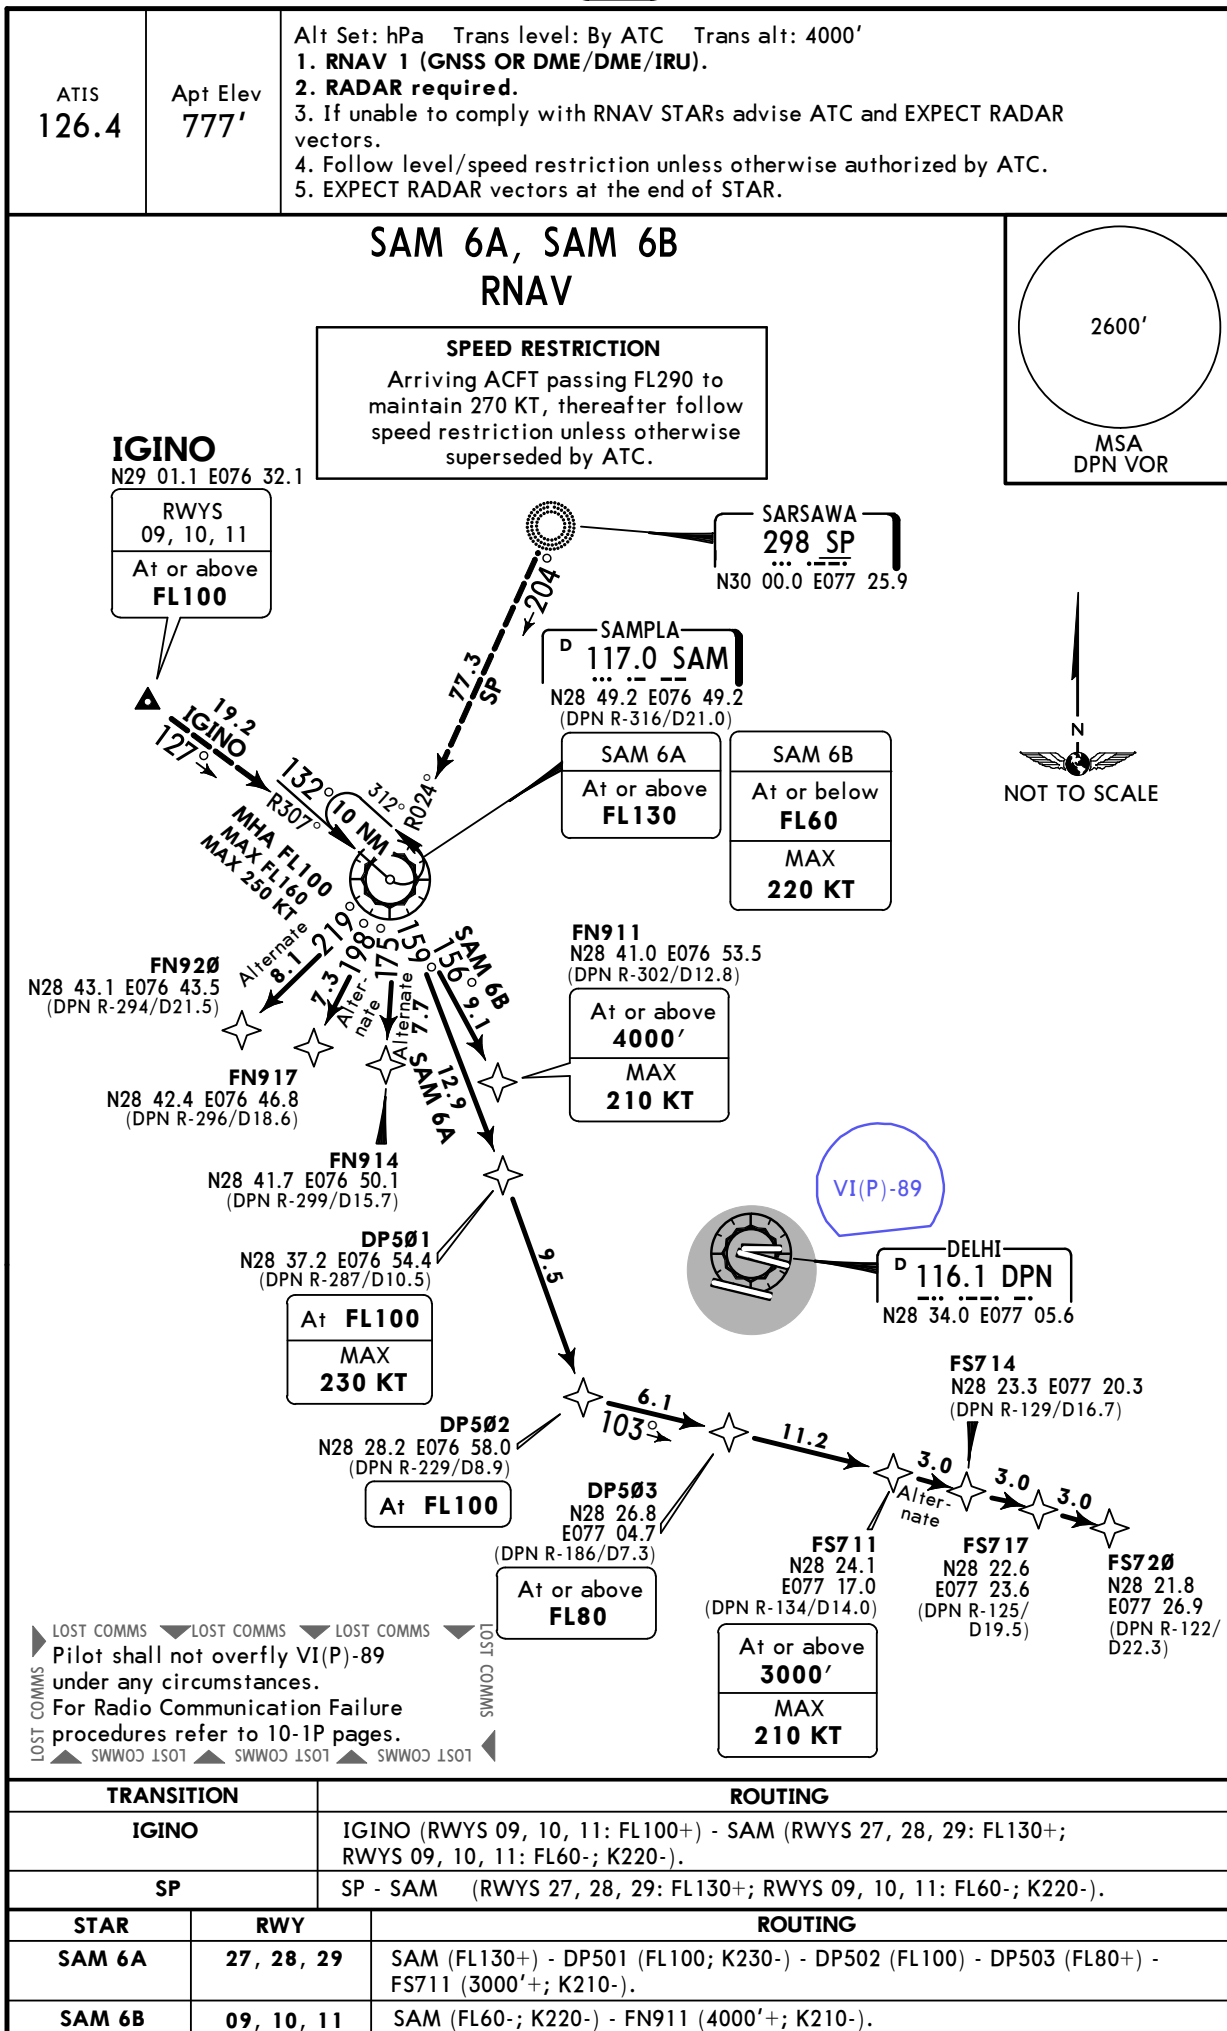 ATIS
126.4
Apt Elev
777'
Alt Set: hPa Trans level: By ATC Trans alt: 4000'
1. RNAV 1 (GNSS OR DME/DME/IRU).
2. RADAR required.
3. If unable to comply with RNAV STARs advise ATC and EXPECT RADAR
vectors.
4. Follow level/speed restriction unless otherwise authorized by ATC.
5. EXPECT RADAR vectors at the end of STAR.
SAM 6A, SAM 6B
RNAV
2600'
MSA
DPN VOR
SPEED RESTRICTION
Arriving ACFT passing FL290 to
maintain 270 KT, thereafter follow
speed restriction unless otherwise
superseded by ATC.
IGINO
N29 01.1 E076 32.1
RWYS
09, 10, 11
At or above
FL100
SARSAWA
298 SP
N30 00.0 E077 25.9
204°
77.3
SP
R024°
SAMPLA
D 117.0 SAM
N28 49.2 E076 49.2
(DPN R-316/D21.0)
SAM 6A
At or above
FL130
SAM 6B
At or below
FL60
MAX
220 KT
N
NOT TO SCALE
19.2
IGINO
127°
132°
R307°
312°
10 NM
MHA FL100
MAX FL160
MAX 250 KT
219°
Alternate
8.1
198°
7.3
Alter-
nate
175°
Alternate
7.7
159°
12.9
SAM 6A
156°
SAM 6B
9.1
FN92Ø
N28 43.1 E076 43.5
(DPN R-294/D21.5)
FN917
N28 42.4 E076 46.8
(DPN R-296/D18.6)
FN914
N28 41.7 E076 50.1
(DPN R-299/D15.7)
FN911
N28 41.0 E076 53.5
(DPN R-302/D12.8)
At or above
4000'
MAX
210 KT
DP5Ø1
N28 37.2 E076 54.4
(DPN R-287/D10.5)
At FL100
MAX
230 KT
9.5
VI(P)-89
DELHI
D 116.1 DPN
N28 34.0 E077 05.6
DP5Ø2
N28 28.2 E076 58.0
(DPN R-229/D8.9)
At FL100
6.1
103°
DP5Ø3
N28 26.8
E077 04.7
(DPN R-186/D7.3)
At or above
FL80
11.2
FS711
N28 24.1
E077 17.0
(DPN R-134/D14.0)
At or above
3000'
MAX
210 KT
3.0
Alter-
nate
FS714
N28 23.3 E077 20.3
(DPN R-129/D16.7)
3.0
FS717
N28 22.6
E077 23.6
(DPN R-125/
D19.5)
3.0
FS72Ø
N28 21.8
E077 26.9
(DPN R-122/
D22.3)
LOST COMMS LOST COMMS LOST COMMS
LOST COMMS
LOST COMMS
Pilot shall not overfly VI(P)-89
under any circumstances.
For Radio Communication Failure
procedures refer to 10-1P pages.
LOST COMMS LOST COMMS LOST COMMS
TRANSITION ROUTING
IGINO IGINO (RWYS 09, 10, 11: FL100+) - SAM (RWYS 27, 28, 29: FL130+;
RWYS 09, 10, 11: FL60-; K220-).
SP SP - SAM (RWYS 27, 28, 29: FL130+; RWYS 09, 10, 11: FL60-; K220-).
STAR RWY ROUTING
SAM 6A 27, 28, 29 SAM (FL130+) - DP501 (FL100; K230-) - DP502 (FL100) - DP503 (FL80+) -
FS711 (3000'+; K210-).
SAM 6B 09, 10, 11 SAM (FL60-; K220-) - FN911 (4000'+; K210-).